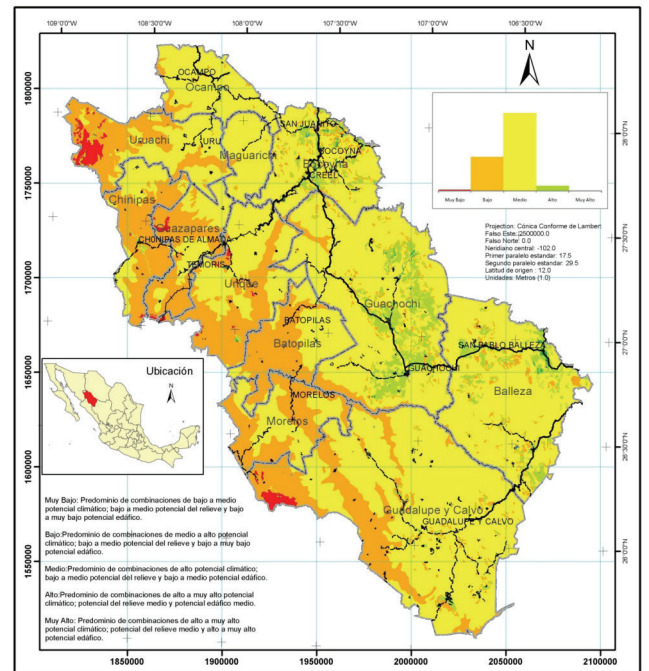 109°0'0"W 108°30'0"W 108°0'0"W 107°30'0"W 107°0'0"W 106°30'0"W
N
1800000
1750000
1700000
1650000
1600000
1550000
28°0'0"N
27°30'0"N
27°0'0"N
26°30'0"N
26°0'0"N
OCAMPO
Ocampo
SAN JUANITO
Uruachi
URU
Maguarichi
BOCOYNA
Bocoyna
CREEL
Chínipas
Guazapares
CHINIPAS DE ALMADA
TEMORIS
Urique
Guachochi
BATOPILAS
Batopilas
SAN PABLO BALLEZA
GUACHOCHI
Balleza
MORELOS
Morelos
Guadalupe y Calvo
GUADALUPE Y CALVO
Muy Bajo Bajo Medio Alto Muy Alto
Projection: Cónica Conforme de Lambert
Falso Este: 2500000.0
Falso Norte: 0.0
Meridiano central: -102.0
Primer paralelo estandar: 17.5
Segundo paralelo estandar: 29.5
Latitud de origen : 12.0
Unidades: Metros (1.0)
Ubicación
N
Muy Bajo: Predominio de combinaciones de bajo a medio
potencial climático; bajo a medio potencial del relieve y bajo
a muy bajo potencial edáfico.
Bajo:Predominio de combinaciones de medio a alto potencial
climático; bajo a medio potencial del relieve y bajo a muy bajo
potencial edáfico.
Medio:Predominio de combinaciones de alto potencial climático;
bajo a medio potencial del relieve y bajo a medio potencial edáfico.
Alto:Predominio de combinaciones de alto a muy alto potencial
climático; potencial del relieve medio y potencial edáfico medio.
Muy Alto: Predominio de combinaciones de alto a muy alto
potencial climático; potencial del relieve medio y alto a muy alto
potencial edáfico.
1850000 1900000 1950000 2000000 2050000 2100000